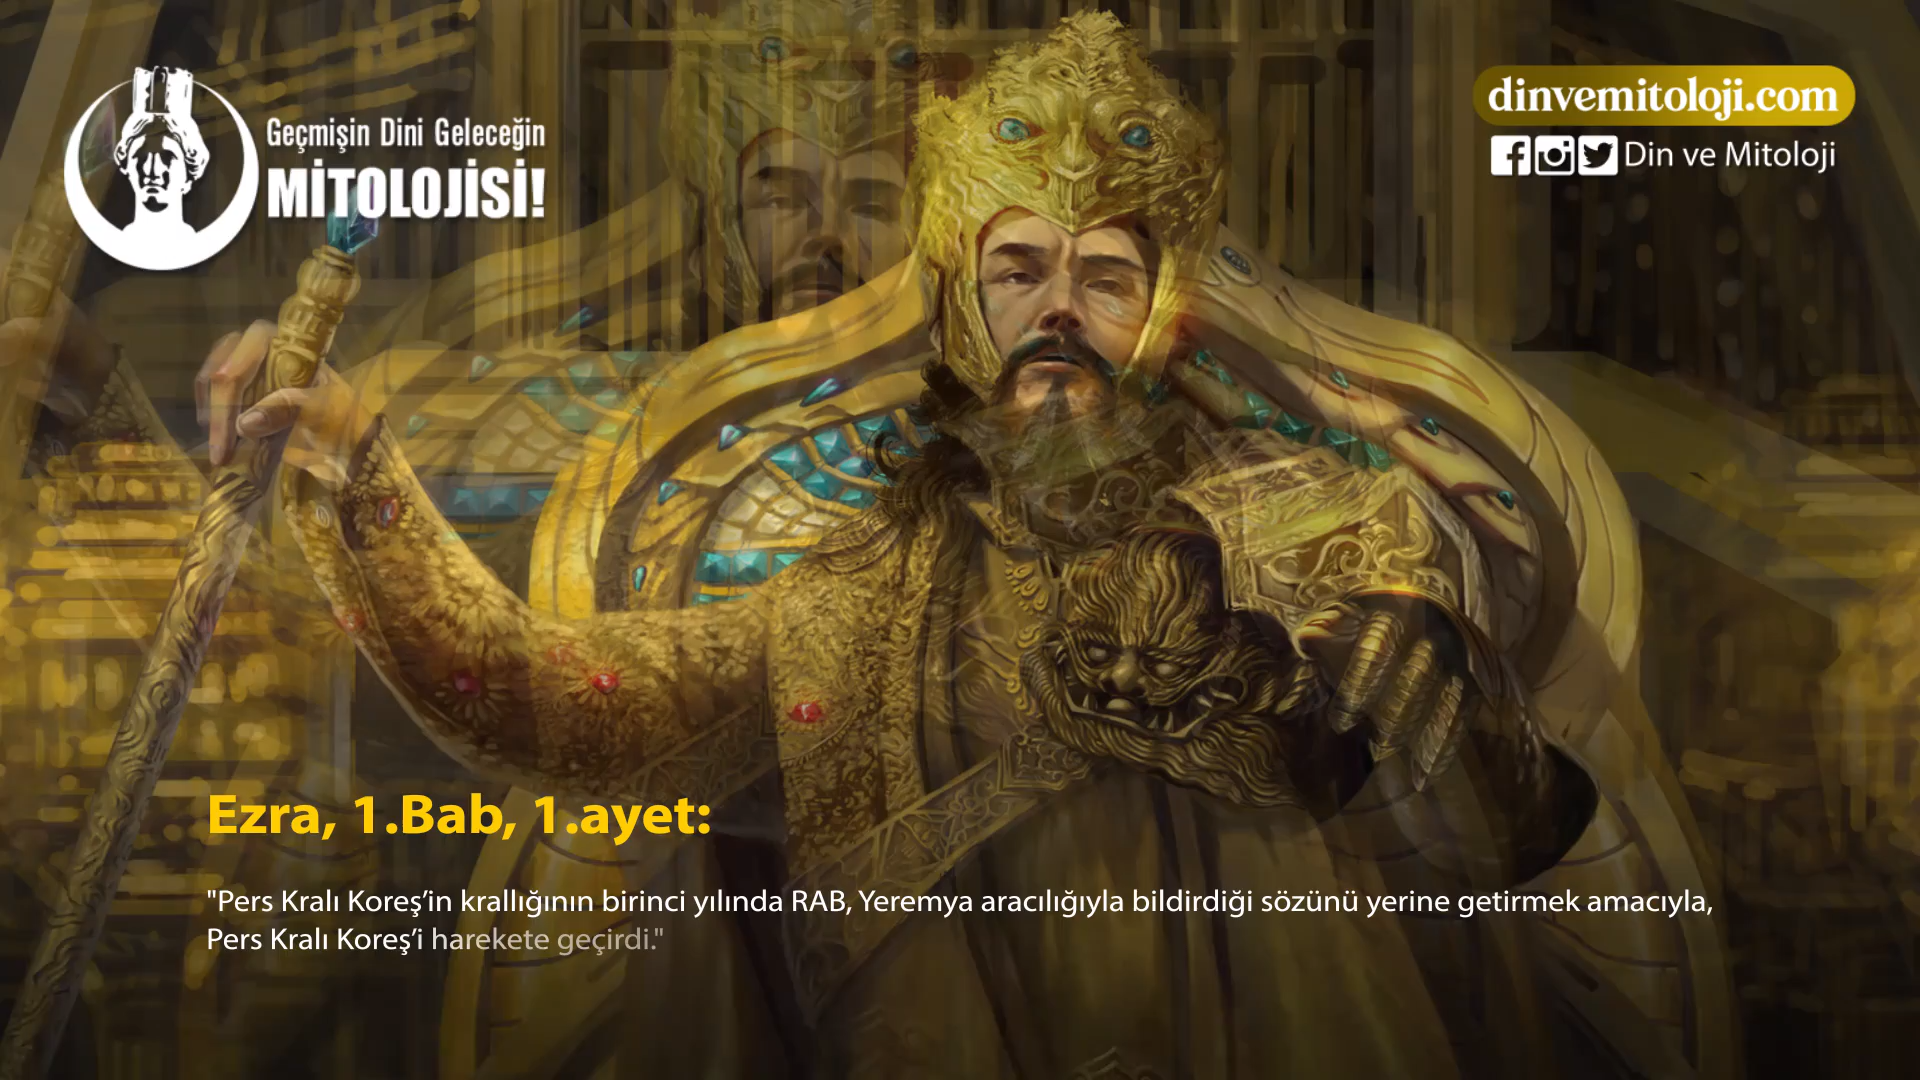 Geçmişin Dini Geleceğin
MİTOLOJİSİ!
dinvemitoloji.com
Din ve Mitoloji
Ezra, 1.Bab, 1.ayet:
"Pers Kralı Koreş’in krallığının birinci yılında RAB, Yeremya aracılığıyla bildirdiği sözünü yerine getirmek amacıyla,
Pers Kralı Koreş’i harekete geçirdi."